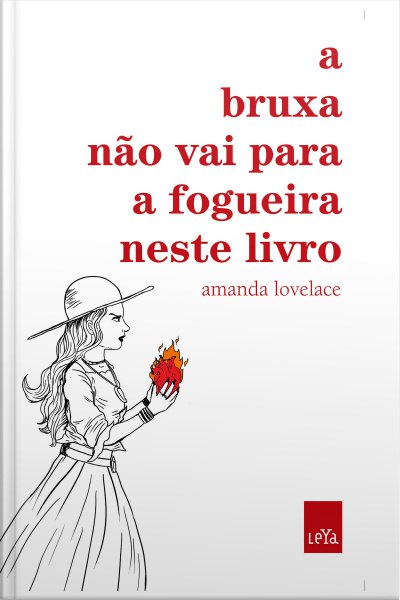 a
bruxa
não vai para
a fogueira
neste livro
amanda lovelace
LeYa